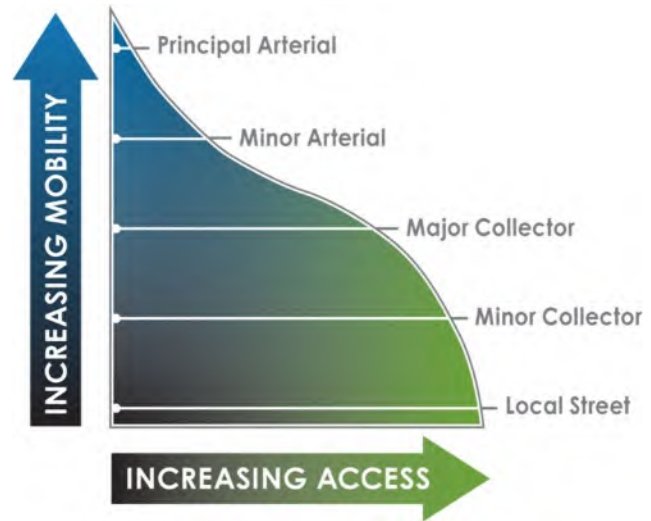 Principal Arterial
Minor Arterial
Major Collector
Minor Collector
Local Street
INCREASING MOBILITY
INCREASING ACCESS